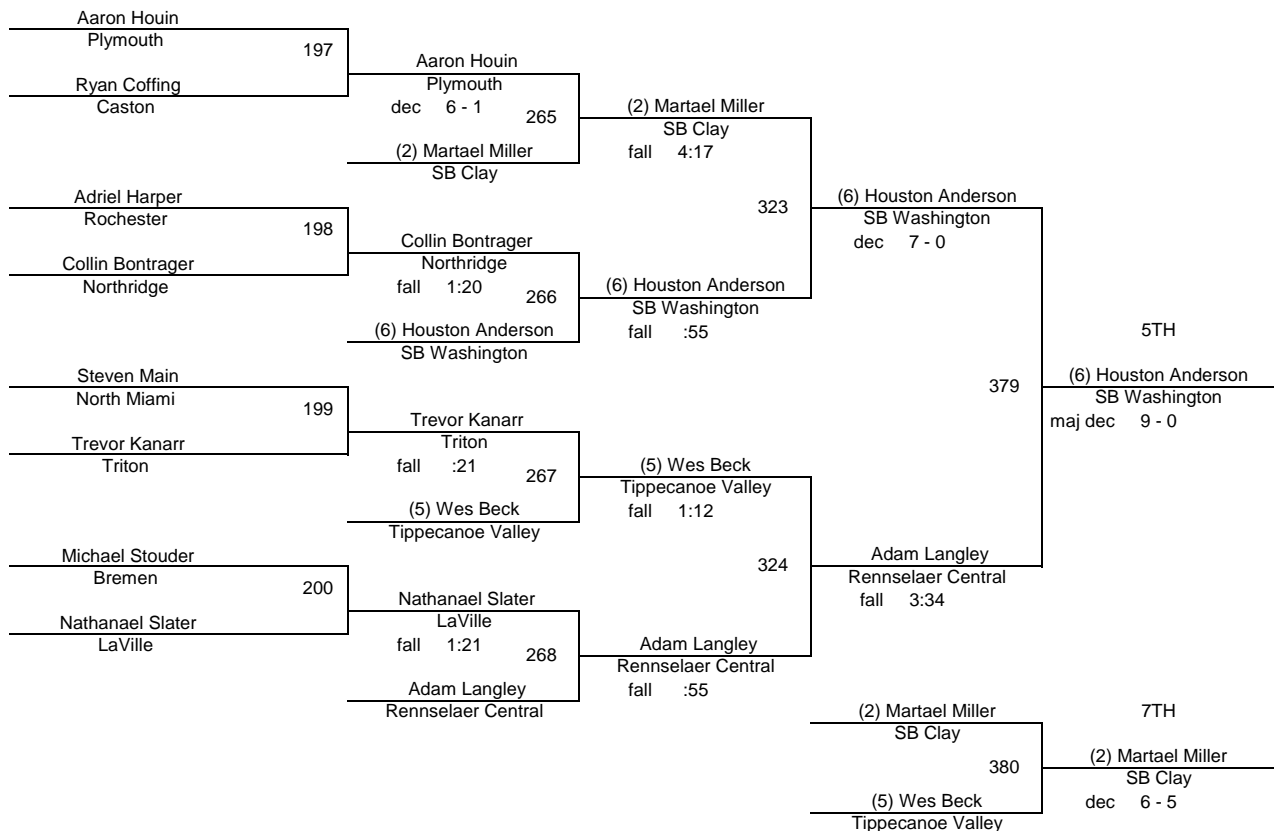 Aaron Houin
Plymouth
197
Ryan Coffing
Caston
Aaron Houin
Plymouth
dec 6 - 1
265
(2) Martael Miller
SB Clay
(2) Martael Miller
SB Clay
fall 4:17
Adriel Harper
Rochester
198
Collin Bontrager
Northridge
Collin Bontrager
Northridge
fall 1:20
266
(6) Houston Anderson
SB Washington
(6) Houston Anderson
SB Washington
fall :55
323
(6) Houston Anderson
SB Washington
dec 7 - 0
Steven Main
North Miami
199
Trevor Kanarr
Triton
Trevor Kanarr
Triton
fall :21
267
(5) Wes Beck
Tippecanoe Valley
(5) Wes Beck
Tippecanoe Valley
fall 1:12
Michael Stouder
Bremen
200
Nathanael Slater
LaVille
Nathanael Slater
LaVille
fall 1:21
268
Adam Langley
Rennselaer Central
Adam Langley
Rennselaer Central
fall :55
324
Adam Langley
Rennselaer Central
fall 3:34
379
5TH
(6) Houston Anderson
SB Washington
maj dec 9 - 0
(2) Martael Miller
SB Clay
380
(5) Wes Beck
Tippecanoe Valley
7TH
(2) Martael Miller
SB Clay
dec 6 - 5